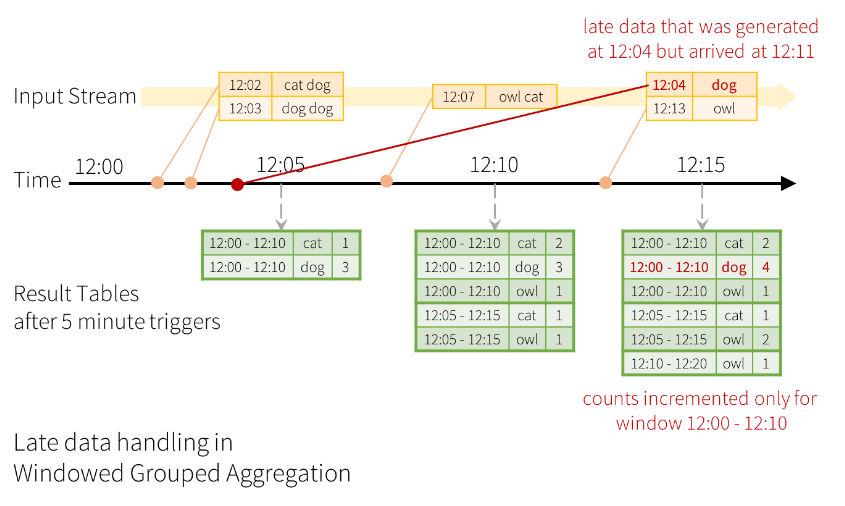 late data that was generated
at 12:04 but arrived at 12:11
Input Stream
12:02 cat dog
12:03 dog dog
12:07 owl cat
12:04 dog
12:13 owl
Time
12:00
12:05
12:10
12:15
12:00 - 12:10 cat 1
12:00 - 12:10 dog 3
12:00 - 12:10 cat 2
12:00 - 12:10 dog 3
12:00 - 12:10 owl 1
12:05 - 12:15 cat 1
12:05 - 12:15 owl 1
12:00 - 12:10 cat 2
12:00 - 12:10 dog 4
12:00 - 12:10 owl 1
12:05 - 12:15 cat 1
12:05 - 12:15 owl 2
12:10 - 12:20 owl 1
Result Tables
after 5 minute triggers
counts incremented only for
window 12:00 - 12:10
Late data handling in
Windowed Grouped Aggregation